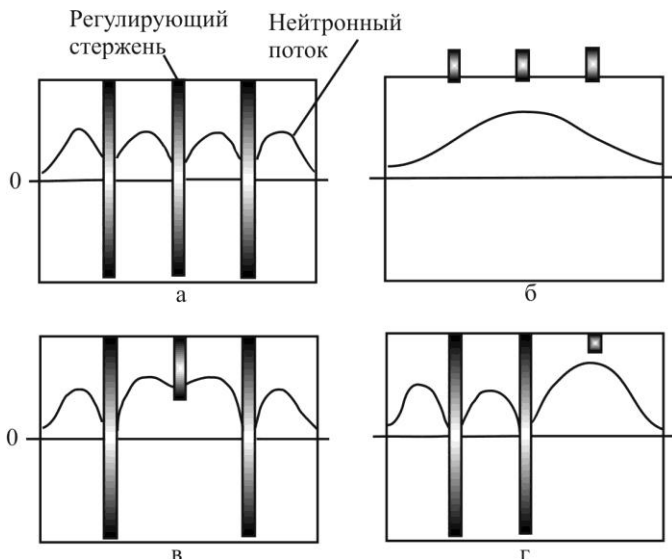 Регулирующий
стержень
Нейтронный
поток
0
а
б
0
в
г